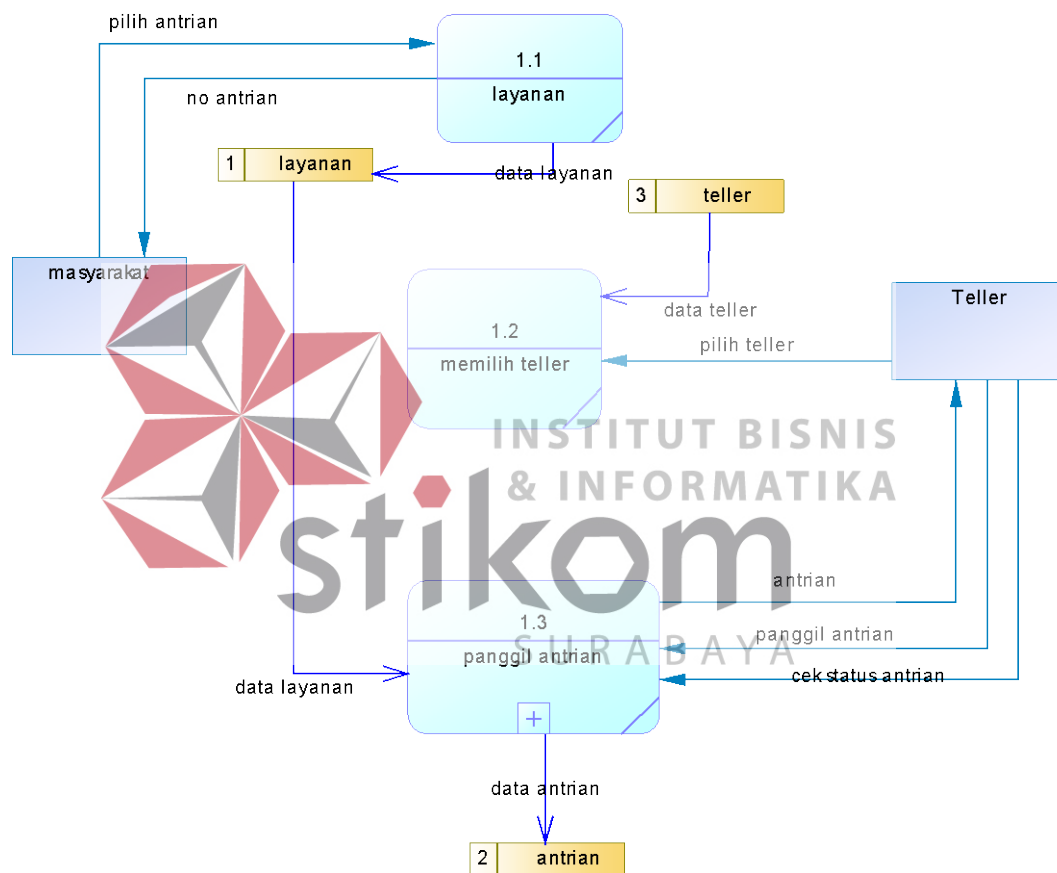 pilih antrian
1.1
layanan
no antrian
1 layanan
data layanan
3 teller
masyarakat
Teller
data teller
1.2
memilih teller
pilih teller
INSTITUT BISNIS
& INFORMATIKA
stikom
SURABAYA
antrian
1.3
panggil antrian
panggil antrian
cek status antrian
data layanan
+
data antrian
2 antrian